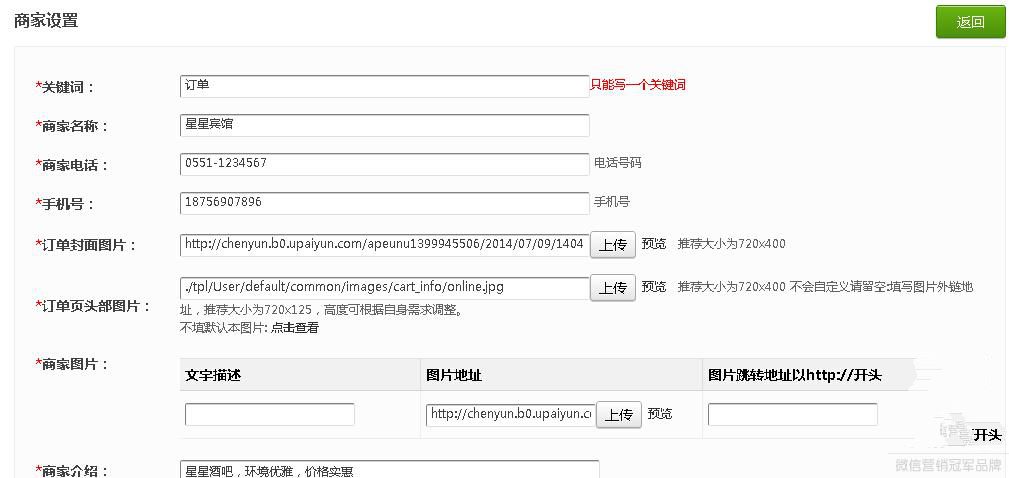 商家设置
返回
*关键词： 订单 只能写一个关键词
*商家名称： 星星宾馆
*商家电话： 0551-1234567 电话号码
*手机号： 18756907896 手机号
*订单封面图片： http://chenyun.b0.upaiyun.com/apeunu1399945506/2014/07/09/1404 上传 预览 推荐大小为720x400
*订单页头部图片： ./tpl/User/default/common/images/cart_info/online.jpg 上传 预览 推荐大小为720x400 不会自定义请留空:填写图片外链地
址，推荐大小为720x125，高度可根据自身需求调整。
不填默认本图片: 点击查看
*商家图片： 文字描述 图片地址 图片跳转地址以http://开头
http://chenyun.b0.upaiyun.c 上传 预览
开头
微信营销冠军品牌
*商家介绍： 星星酒吧，环境优雅，价格实惠